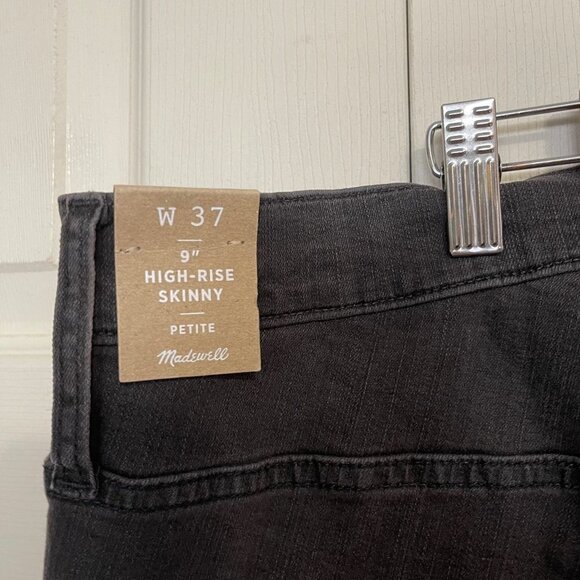 W 37
9"
HIGH-RISE
SKINNY
PETITE
Madewell